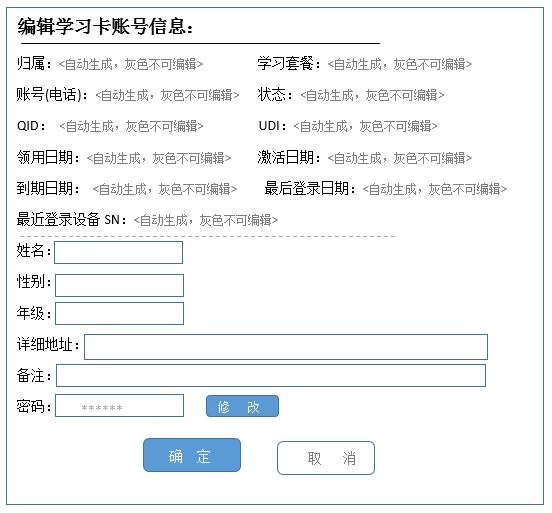 编辑学习卡账号信息：
归属：<自动生成，灰色不可编辑> 学习套餐：<自动生成，灰色不可编辑>
账号(电话)：<自动生成，灰色不可编辑> 状态：<自动生成，灰色不可编辑>
QID： <自动生成，灰色不可编辑> UDI：<自动生成，灰色不可编辑>
领用日期：<自动生成，灰色不可编辑> 激活日期：<自动生成，灰色不可编辑>
到期日期： <自动生成，灰色不可编辑> 最后登录日期：<自动生成，灰色不可编辑>
最近登录设备 SN：<自动生成，灰色不可编辑>
姓名：
性别：
年级：
详细地址：
备注：
密码： ****** 修 改
确 定 取 消